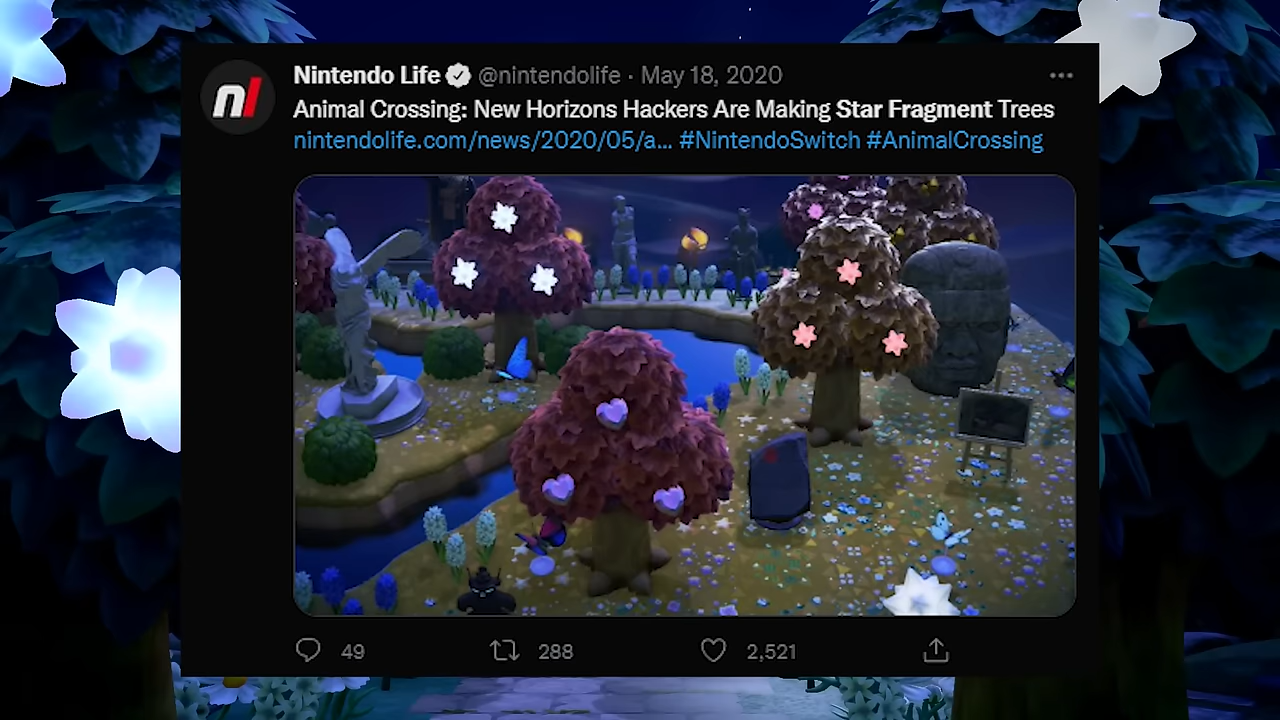 Nintendo Life @nintendolife · May 18, 2020
Animal Crossing: New Horizons Hackers Are Making Star Fragment Trees
nintendolife.com/news/2020/05/a... #NintendoSwitch #AnimalCrossing
49 288 2,521